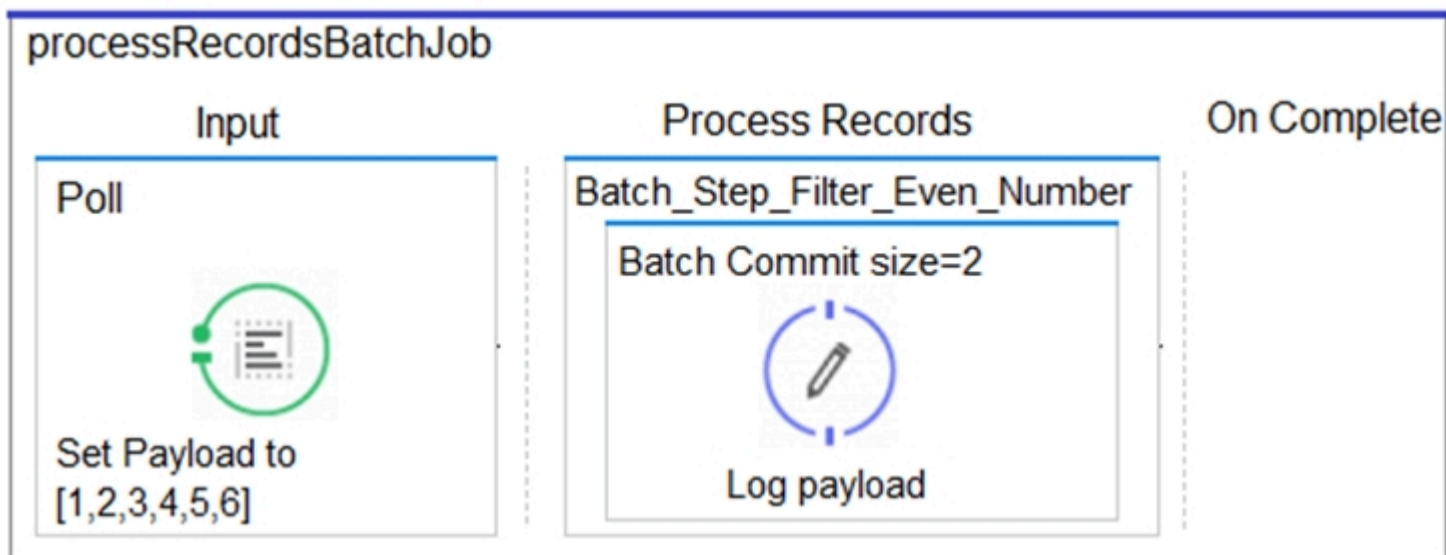 processRecordsBatchJob
Input
Process Records
On Complete
Poll
Set Payload to
[1,2,3,4,5,6]
Batch_Step_Filter_Even_Number
Batch Commit size=2
Log payload